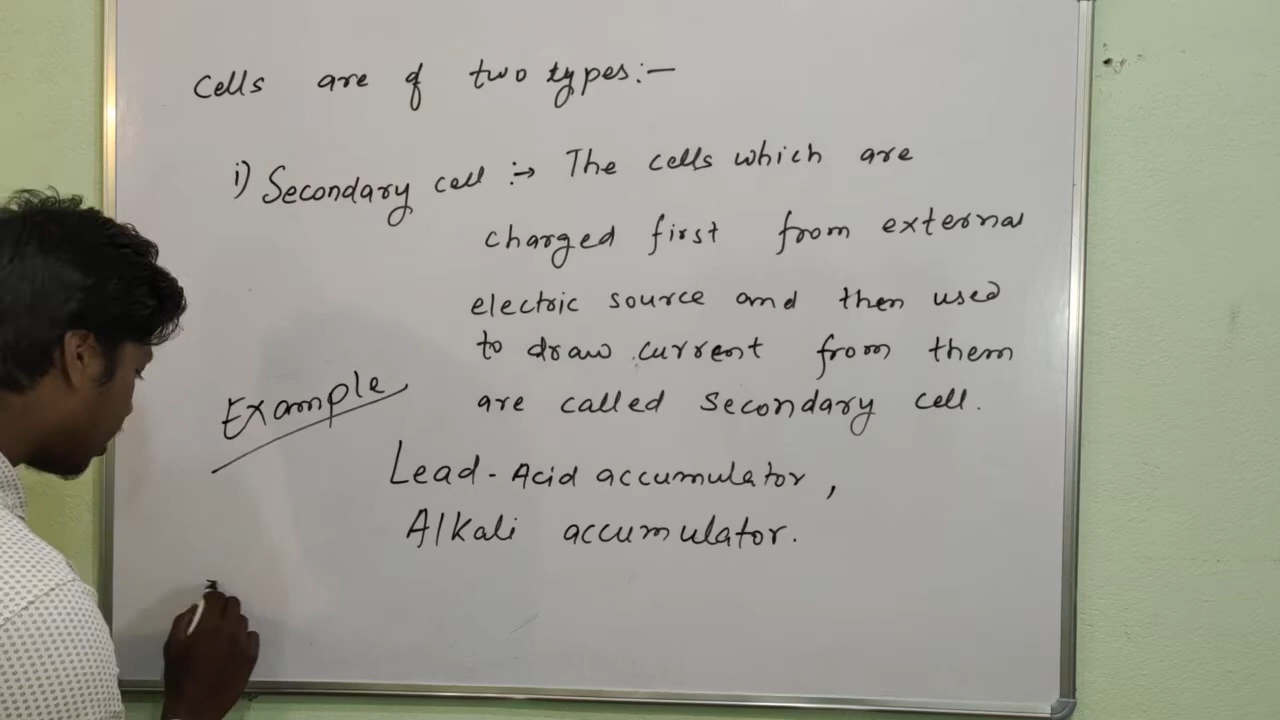 Cells are of two types:-
i) Secondary cell :→ The cells which are
charged first from external
electric source and then used
to draw current from them
are called secondary cell.
Example
Lead-Acid accumulator,
Alkali accumulator.